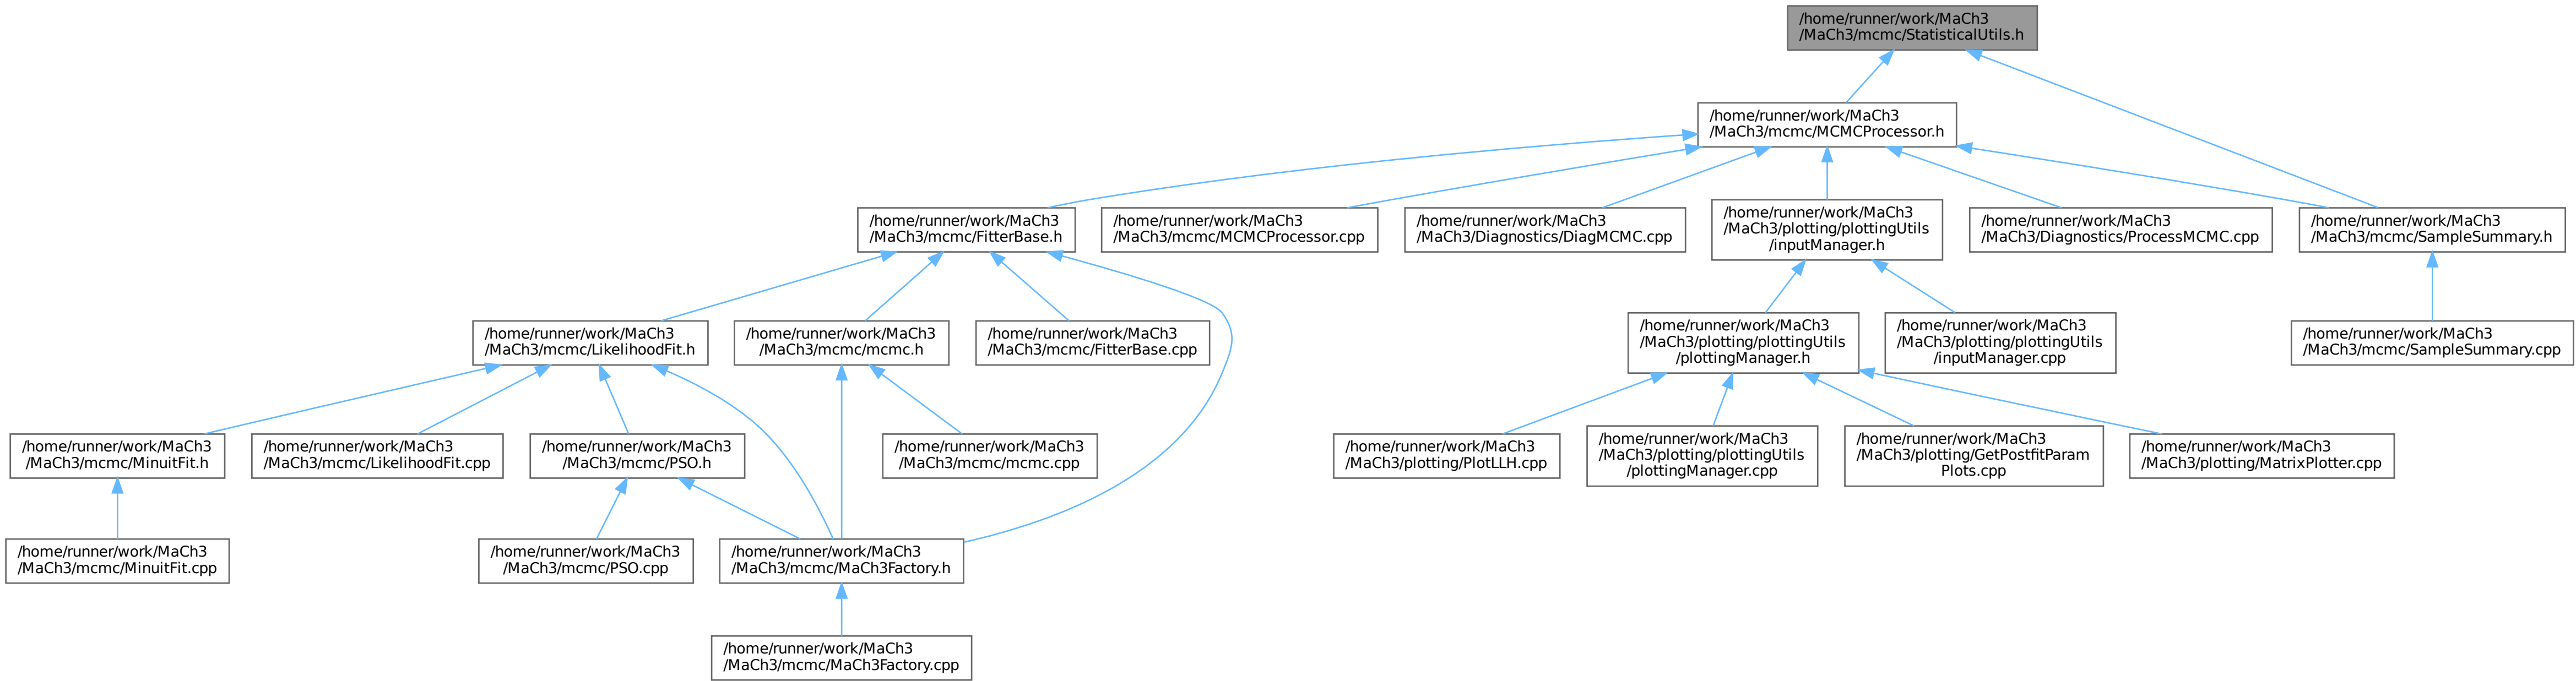 /home/runner/work/MaCh3
/MaCh3/mcmc/StatisticalUtils.h
/home/runner/work/MaCh3
/MaCh3/mcmc/MCMCProcessor.h
/home/runner/work/MaCh3
/MaCh3/mcmc/FitterBase.h
/home/runner/work/MaCh3
/MaCh3/mcmc/MCMCProcessor.cpp
/home/runner/work/MaCh3
/MaCh3/Diagnostics/DiagMCMC.cpp
/home/runner/work/MaCh3
/MaCh3/plotting/plottingUtils
/inputManager.h
/home/runner/work/MaCh3
/MaCh3/Diagnostics/ProcessMCMC.cpp
/home/runner/work/MaCh3
/MaCh3/mcmc/SampleSummary.h
/home/runner/work/MaCh3
/MaCh3/mcmc/LikelihoodFit.h
/home/runner/work/MaCh3
/MaCh3/mcmc/mcmc.h
/home/runner/work/MaCh3
/MaCh3/mcmc/FitterBase.cpp
/home/runner/work/MaCh3
/MaCh3/plotting/plottingUtils
/plottingManager.h
/home/runner/work/MaCh3
/MaCh3/plotting/plottingUtils
/inputManager.cpp
/home/runner/work/MaCh3
/MaCh3/mcmc/SampleSummary.cpp
/home/runner/work/MaCh3
/MaCh3/mcmc/MinuitFit.h
/home/runner/work/MaCh3
/MaCh3/mcmc/LikelihoodFit.cpp
/home/runner/work/MaCh3
/MaCh3/mcmc/PSO.h
/home/runner/work/MaCh3
/MaCh3/mcmc/mcmc.cpp
/home/runner/work/MaCh3
/MaCh3/plotting/PlotLLH.cpp
/home/runner/work/MaCh3
/MaCh3/plotting/plottingUtils
/plottingManager.cpp
/home/runner/work/MaCh3
/MaCh3/plotting/GetPostfitParam
Plots.cpp
/home/runner/work/MaCh3
/MaCh3/plotting/MatrixPlotter.cpp
/home/runner/work/MaCh3
/MaCh3/mcmc/MinuitFit.cpp
/home/runner/work/MaCh3
/MaCh3/mcmc/PSO.cpp
/home/runner/work/MaCh3
/MaCh3/mcmc/MaCh3Factory.h
/home/runner/work/MaCh3
/MaCh3/mcmc/MaCh3Factory.cpp